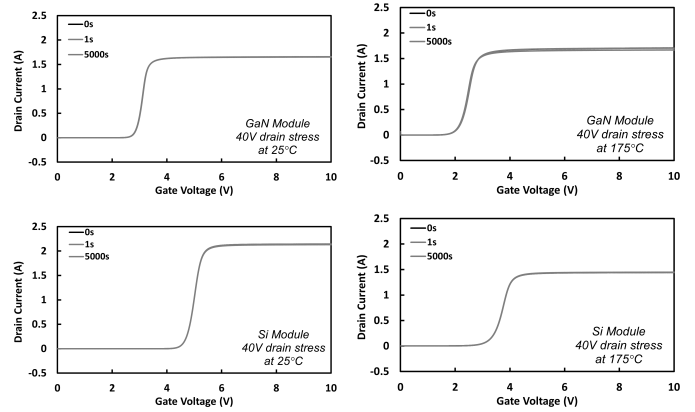 2.5
2
1.5
1
0.5
0
-0.5
Drain Current (A)
0s
1s
5000s
GaN Module
40V drain stress
at 25°C
0 2 4 6 8 10
Gate Voltage (V)
2.5
2
1.5
1
0.5
0
-0.5
Drain Current (A)
0s
1s
5000s
GaN Module
40V drain stress
at 175°C
0 2 4 6 8 10
Gate Voltage (V)
2.5
2
1.5
1
0.5
0
-0.5
Drain Current (A)
0s
1s
5000s
Si Module
40V drain stress
at 25°C
0 2 4 6 8 10
Gate Voltage (V)
2.5
2
1.5
1
0.5
0
-0.5
Drain Current (A)
0s
1s
5000s
Si Module
40V drain stress
at 175°C
0 2 4 6 8 10
Gate Voltage (V)